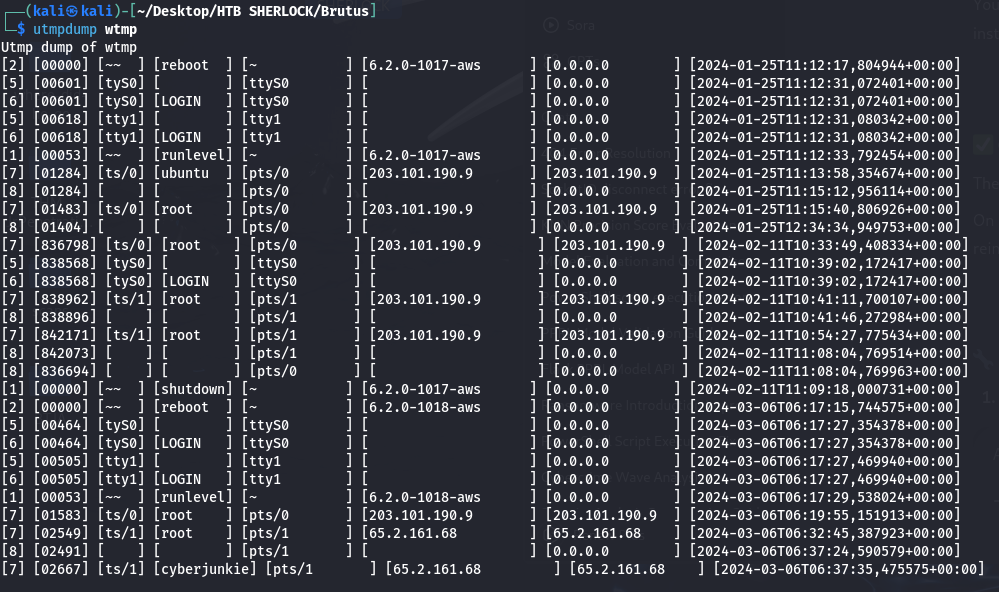 ┌──(kali㉿kali)-[~/Desktop/HTB SHERLOCK/Brutus]
└─$ utmpdump wtmp
Utmp dump of wtmp
[2] [00000] [~~  ] [reboot  ] [~           ] [6.2.0-1017-aws      ] [0.0.0.0        ] [2024-01-25T11:12:17,804944+00:00]
[5] [00601] [tyS0] [        ] [ttyS0       ] [                    ] [0.0.0.0        ] [2024-01-25T11:12:31,072401+00:00]
[6] [00601] [tyS0] [LOGIN   ] [ttyS0       ] [                    ] [0.0.0.0        ] [2024-01-25T11:12:31,072401+00:00]
[5] [00618] [tty1] [        ] [tty1        ] [                    ] [0.0.0.0        ] [2024-01-25T11:12:31,080342+00:00]
[6] [00618] [tty1] [LOGIN   ] [tty1        ] [                    ] [0.0.0.0        ] [2024-01-25T11:12:31,080342+00:00]
[1] [00053] [~~  ] [runlevel] [~           ] [6.2.0-1017-aws      ] [0.0.0.0        ] [2024-01-25T11:12:33,792454+00:00]
[7] [01284] [ts/0] [ubuntu  ] [pts/0       ] [203.101.190.9       ] [203.101.190.9  ] [2024-01-25T11:13:58,354674+00:00]
[8] [01284] [    ] [        ] [pts/0       ] [                    ] [0.0.0.0        ] [2024-01-25T11:15:12,956114+00:00]
[7] [01483] [ts/0] [root    ] [pts/0       ] [203.101.190.9       ] [203.101.190.9  ] [2024-01-25T11:15:40,806926+00:00]
[8] [01404] [    ] [        ] [pts/0       ] [                    ] [0.0.0.0        ] [2024-01-25T12:34:34,949753+00:00]
[7] [836798] [ts/0] [root    ] [pts/0       ] [203.101.190.9       ] [203.101.190.9  ] [2024-02-11T10:33:49,408334+00:00]
[5] [838568] [tyS0] [        ] [ttyS0       ] [                    ] [0.0.0.0        ] [2024-02-11T10:39:02,172417+00:00]
[6] [838568] [tyS0] [LOGIN   ] [ttyS0       ] [                    ] [0.0.0.0        ] [2024-02-11T10:39:02,172417+00:00]
[7] [838962] [ts/1] [root    ] [pts/1       ] [203.101.190.9       ] [203.101.190.9  ] [2024-02-11T10:41:11,700107+00:00]
[8] [838896] [    ] [        ] [pts/1       ] [                    ] [0.0.0.0        ] [2024-02-11T10:41:46,272984+00:00]
[7] [842171] [ts/1] [root    ] [pts/1       ] [203.101.190.9       ] [203.101.190.9  ] [2024-02-11T10:54:27,775434+00:00]
[8] [842073] [    ] [        ] [pts/1       ] [                    ] [0.0.0.0        ] [2024-02-11T11:08:04,769514+00:00]
[8] [836694] [    ] [        ] [pts/0       ] [                    ] [0.0.0.0        ] [2024-02-11T11:08:04,769963+00:00]
[1] [00000] [~~  ] [shutdown] [~           ] [6.2.0-1017-aws      ] [0.0.0.0        ] [2024-02-11T11:09:18,000731+00:00]
[2] [00000] [~~  ] [reboot  ] [~           ] [6.2.0-1018-aws      ] [0.0.0.0        ] [2024-03-06T06:17:15,744575+00:00]
[5] [00464] [tyS0] [        ] [ttyS0       ] [                    ] [0.0.0.0        ] [2024-03-06T06:17:27,354378+00:00]
[6] [00464] [tyS0] [LOGIN   ] [ttyS0       ] [                    ] [0.0.0.0        ] [2024-03-06T06:17:27,354378+00:00]
[5] [00505] [tty1] [        ] [tty1        ] [                    ] [0.0.0.0        ] [2024-03-06T06:17:27,469940+00:00]
[6] [00505] [tty1] [LOGIN   ] [tty1        ] [                    ] [0.0.0.0        ] [2024-03-06T06:17:27,469940+00:00]
[1] [00053] [~~  ] [runlevel] [~           ] [6.2.0-1018-aws      ] [0.0.0.0        ] [2024-03-06T06:17:29,538024+00:00]
[7] [01583] [ts/0] [root    ] [pts/0       ] [203.101.190.9       ] [203.101.190.9  ] [2024-03-06T06:19:55,151913+00:00]
[7] [02549] [ts/1] [root    ] [pts/1       ] [65.2.161.68         ] [65.2.161.68    ] [2024-03-06T06:32:45,387923+00:00]
[8] [02491] [    ] [        ] [pts/1       ] [                    ] [0.0.0.0        ] [2024-03-06T06:37:24,590579+00:00]
[7] [02667] [ts/1] [cyberjunkie] [pts/1       ] [65.2.161.68         ] [65.2.161.68    ] [2024-03-06T06:37:35,475575+00:00]